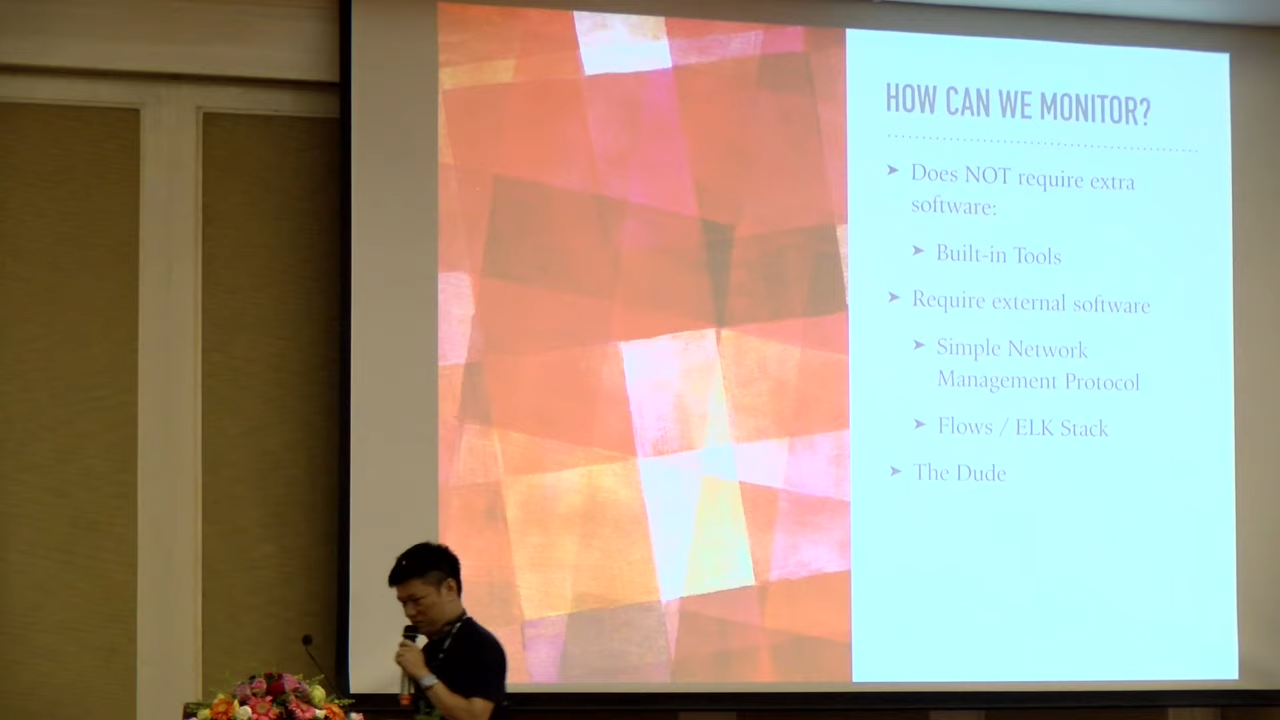 HOW CAN WE MONITOR?
➤ Does NOT require extra
software:
➤ Built-in Tools
➤ Require external software
➤ Simple Network
Management Protocol
➤ Flows / ELK Stack
➤ The Dude